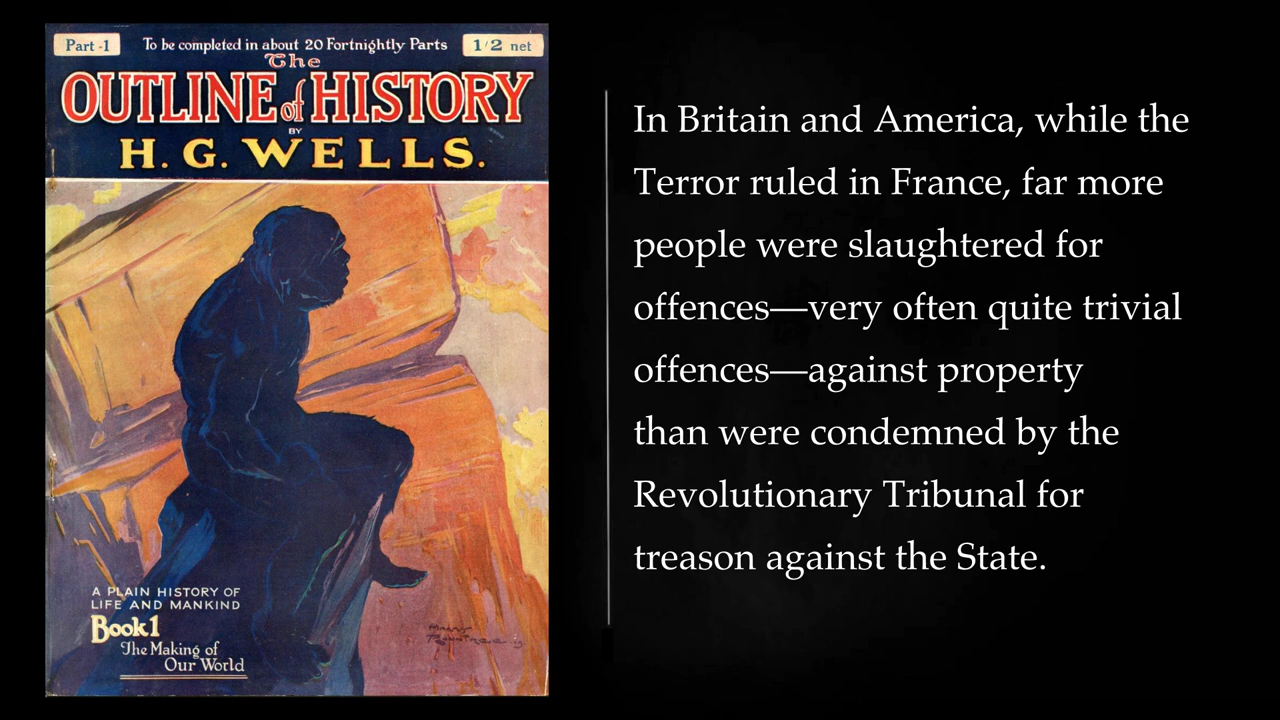 Part -1
To be completed in about 20 Fortnightly Parts
1/2 net
The
OUTLINE of HISTORY
BY
H. G. WELLS.
A PLAIN HISTORY OF
LIFE AND MANKIND
Book 1
The Making of
Our World
In Britain and America, while the
Terror ruled in France, far more
people were slaughtered for
offences—very often quite trivial
offences—against property
than were condemned by the
Revolutionary Tribunal for
treason against the State.